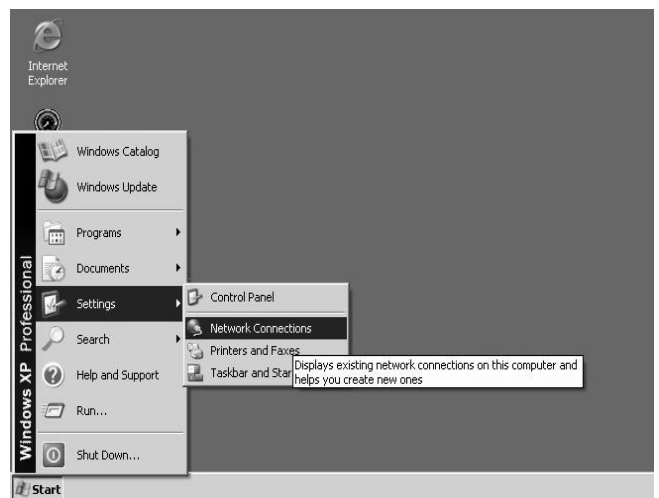 Internet
Explorer
Windows Catalog
Windows Update
Programs
Documents
Settings
Search
Help and Support
Run...
Shut Down...
Windows XP Professional
Control Panel
Network Connections
Printers and Faxes
Taskbar and Star
Displays existing network connections on this computer and
helps you create new ones
Start